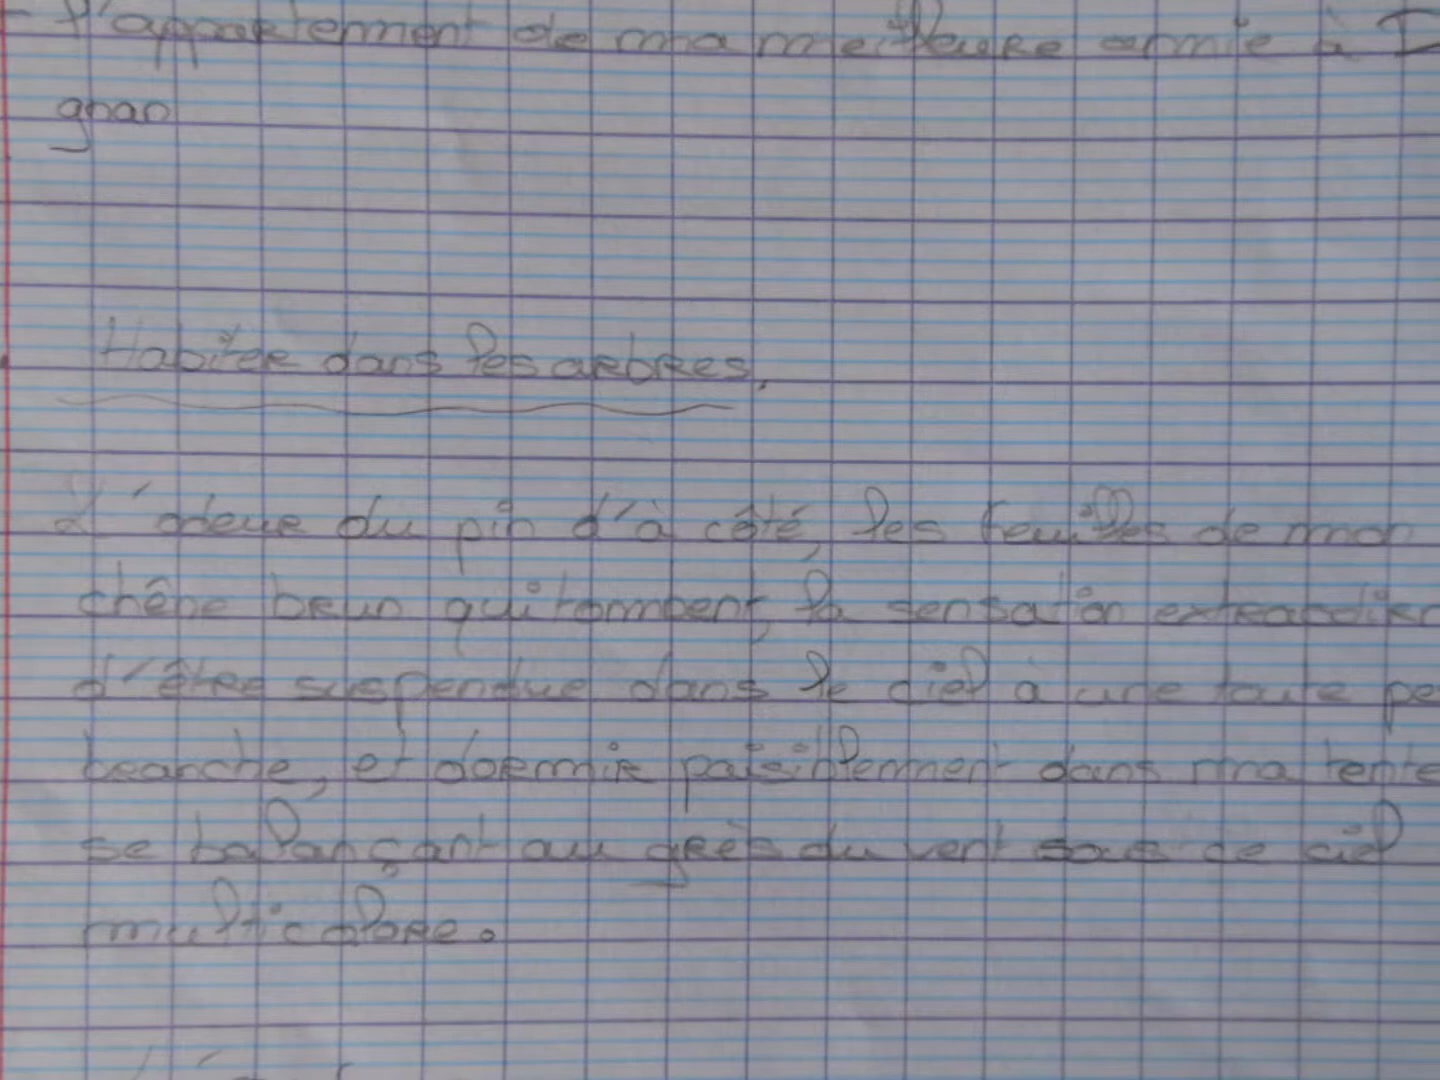 - l'appartement de ma meilleure amie à
gnan
Habiter dans les arbres.
L'odeur du pin d'à côté, les feuilles de mon
chêne brun qui tombent, la sensation
d'être suspendue dans le ciel à une toute
branche, et dormir paisiblement dans ma tente
se balançant au grès du vent sous ce ciel
multicolore.